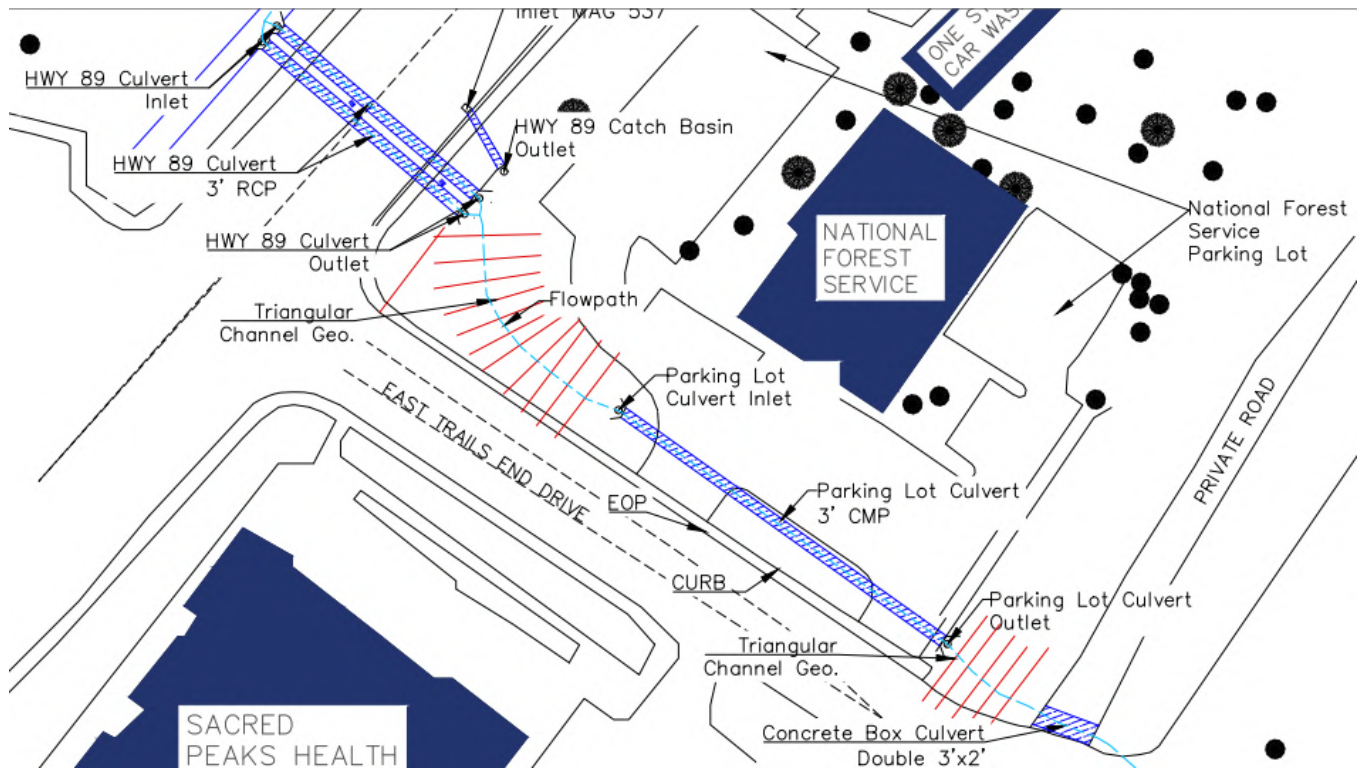 Inlet MAG 537
ONE S
CAR WAS
HWY 89 Culvert
Inlet
HWY 89 Catch Basin
Outlet
HWY 89 Culvert
3' RCP
National Forest
Service
Parking Lot
NATIONAL
FOREST
SERVICE
HWY 89 Culvert
Outlet
Flowpath
Triangular
Channel Geo.
Parking Lot
Culvert Inlet
EAST TRAILS END DRIVE
PRIVATE ROAD
Parking Lot Culvert
3' CMP
EOP
CURB
Parking Lot Culvert
Outlet
Triangular
Channel Geo.
SACRED
PEAKS HEALTH
Concrete Box Culvert
Double 3'x2'